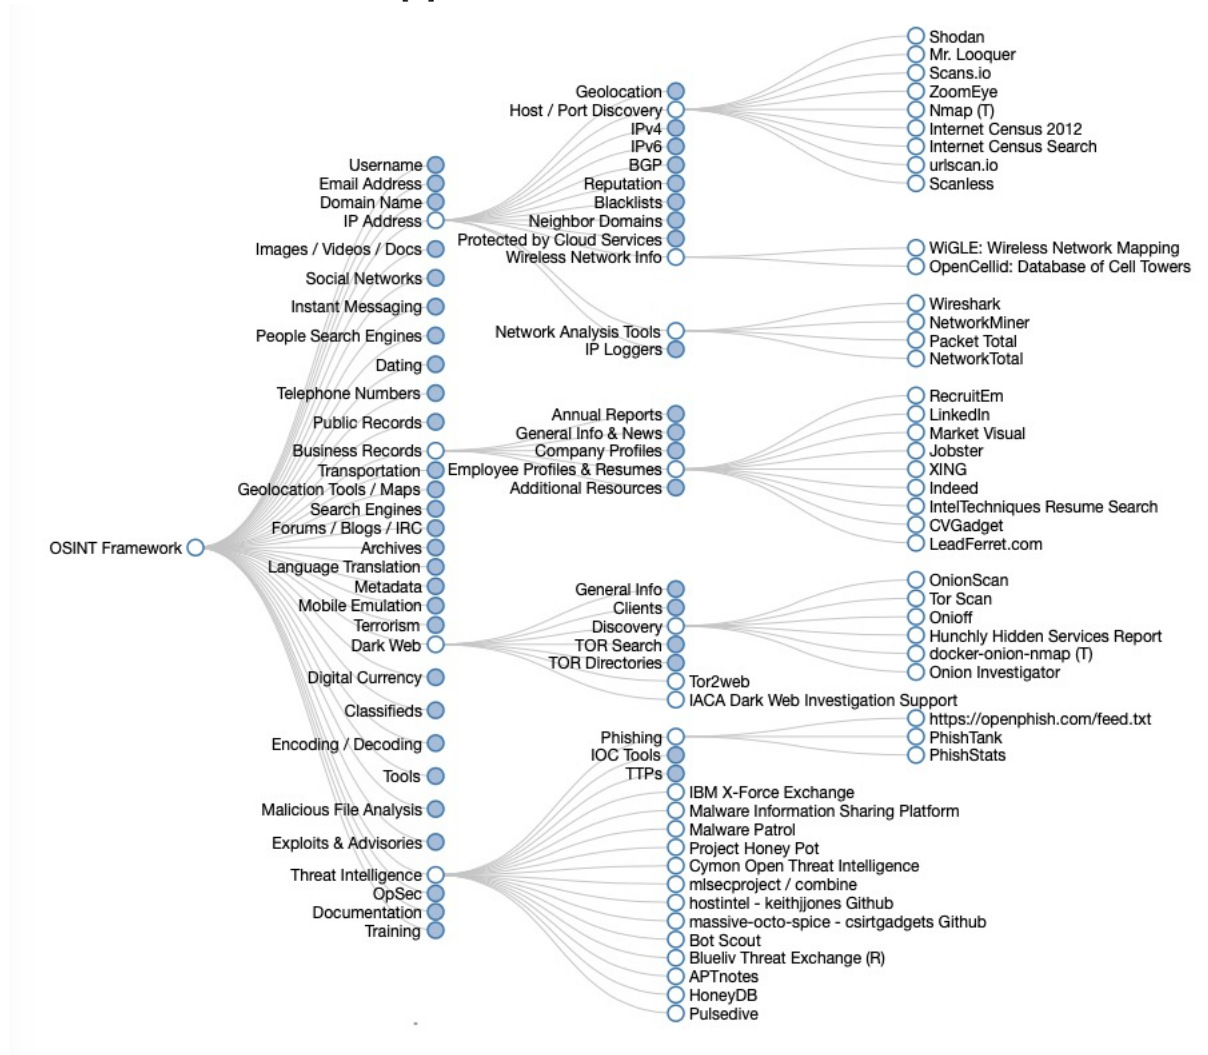 OSINT Framework
Username
Email Address
Domain Name
IP Address
Images / Videos / Docs
Social Networks
Instant Messaging
People Search Engines
Dating
Telephone Numbers
Public Records
Business Records
Transportation
Geolocation Tools / Maps
Search Engines
Forums / Blogs / IRC
Archives
Language Translation
Metadata
Mobile Emulation
Terrorism
Dark Web
Digital Currency
Classifieds
Encoding / Decoding
Tools
Malicious File Analysis
Exploits & Advisories
Threat Intelligence
OpSec
Documentation
Training
Geolocation
Host / Port Discovery
IPv4
IPv6
BGP
Reputation
Blacklists
Neighbor Domains
Protected by Cloud Services
Wireless Network Info
Network Analysis Tools
IP Loggers
Annual Reports
General Info & News
Company Profiles
Employee Profiles & Resumes
Additional Resources
General Info
Clients
Discovery
TOR Search
TOR Directories
Tor2web
IACA Dark Web Investigation Support
Phishing
IOC Tools
TTPs
IBM X-Force Exchange
Malware Information Sharing Platform
Malware Patrol
Project Honey Pot
Cymon Open Threat Intelligence
mlsecproject / combine
hostintel - keithjjones Github
massive-octo-spice - csirtgadgets Github
Bot Scout
Blueliv Threat Exchange (R)
APTnotes
HoneyDB
Pulsedive
Shodan
Mr. Looquer
Scans.io
ZoomEye
Nmap (T)
Internet Census 2012
Internet Census Search
urlscan.io
Scanless
WiGLE: Wireless Network Mapping
OpenCellid: Database of Cell Towers
Wireshark
NetworkMiner
Packet Total
NetworkTotal
RecruitEm
LinkedIn
Market Visual
Jobster
XING
Indeed
IntelTechniques Resume Search
CVGadget
LeadFerret.com
OnionScan
Tor Scan
Onioff
Hunchly Hidden Services Report
docker-onion-nmap (T)
Onion Investigator
https://openphish.com/feed.txt
PhishTank
PhishStats